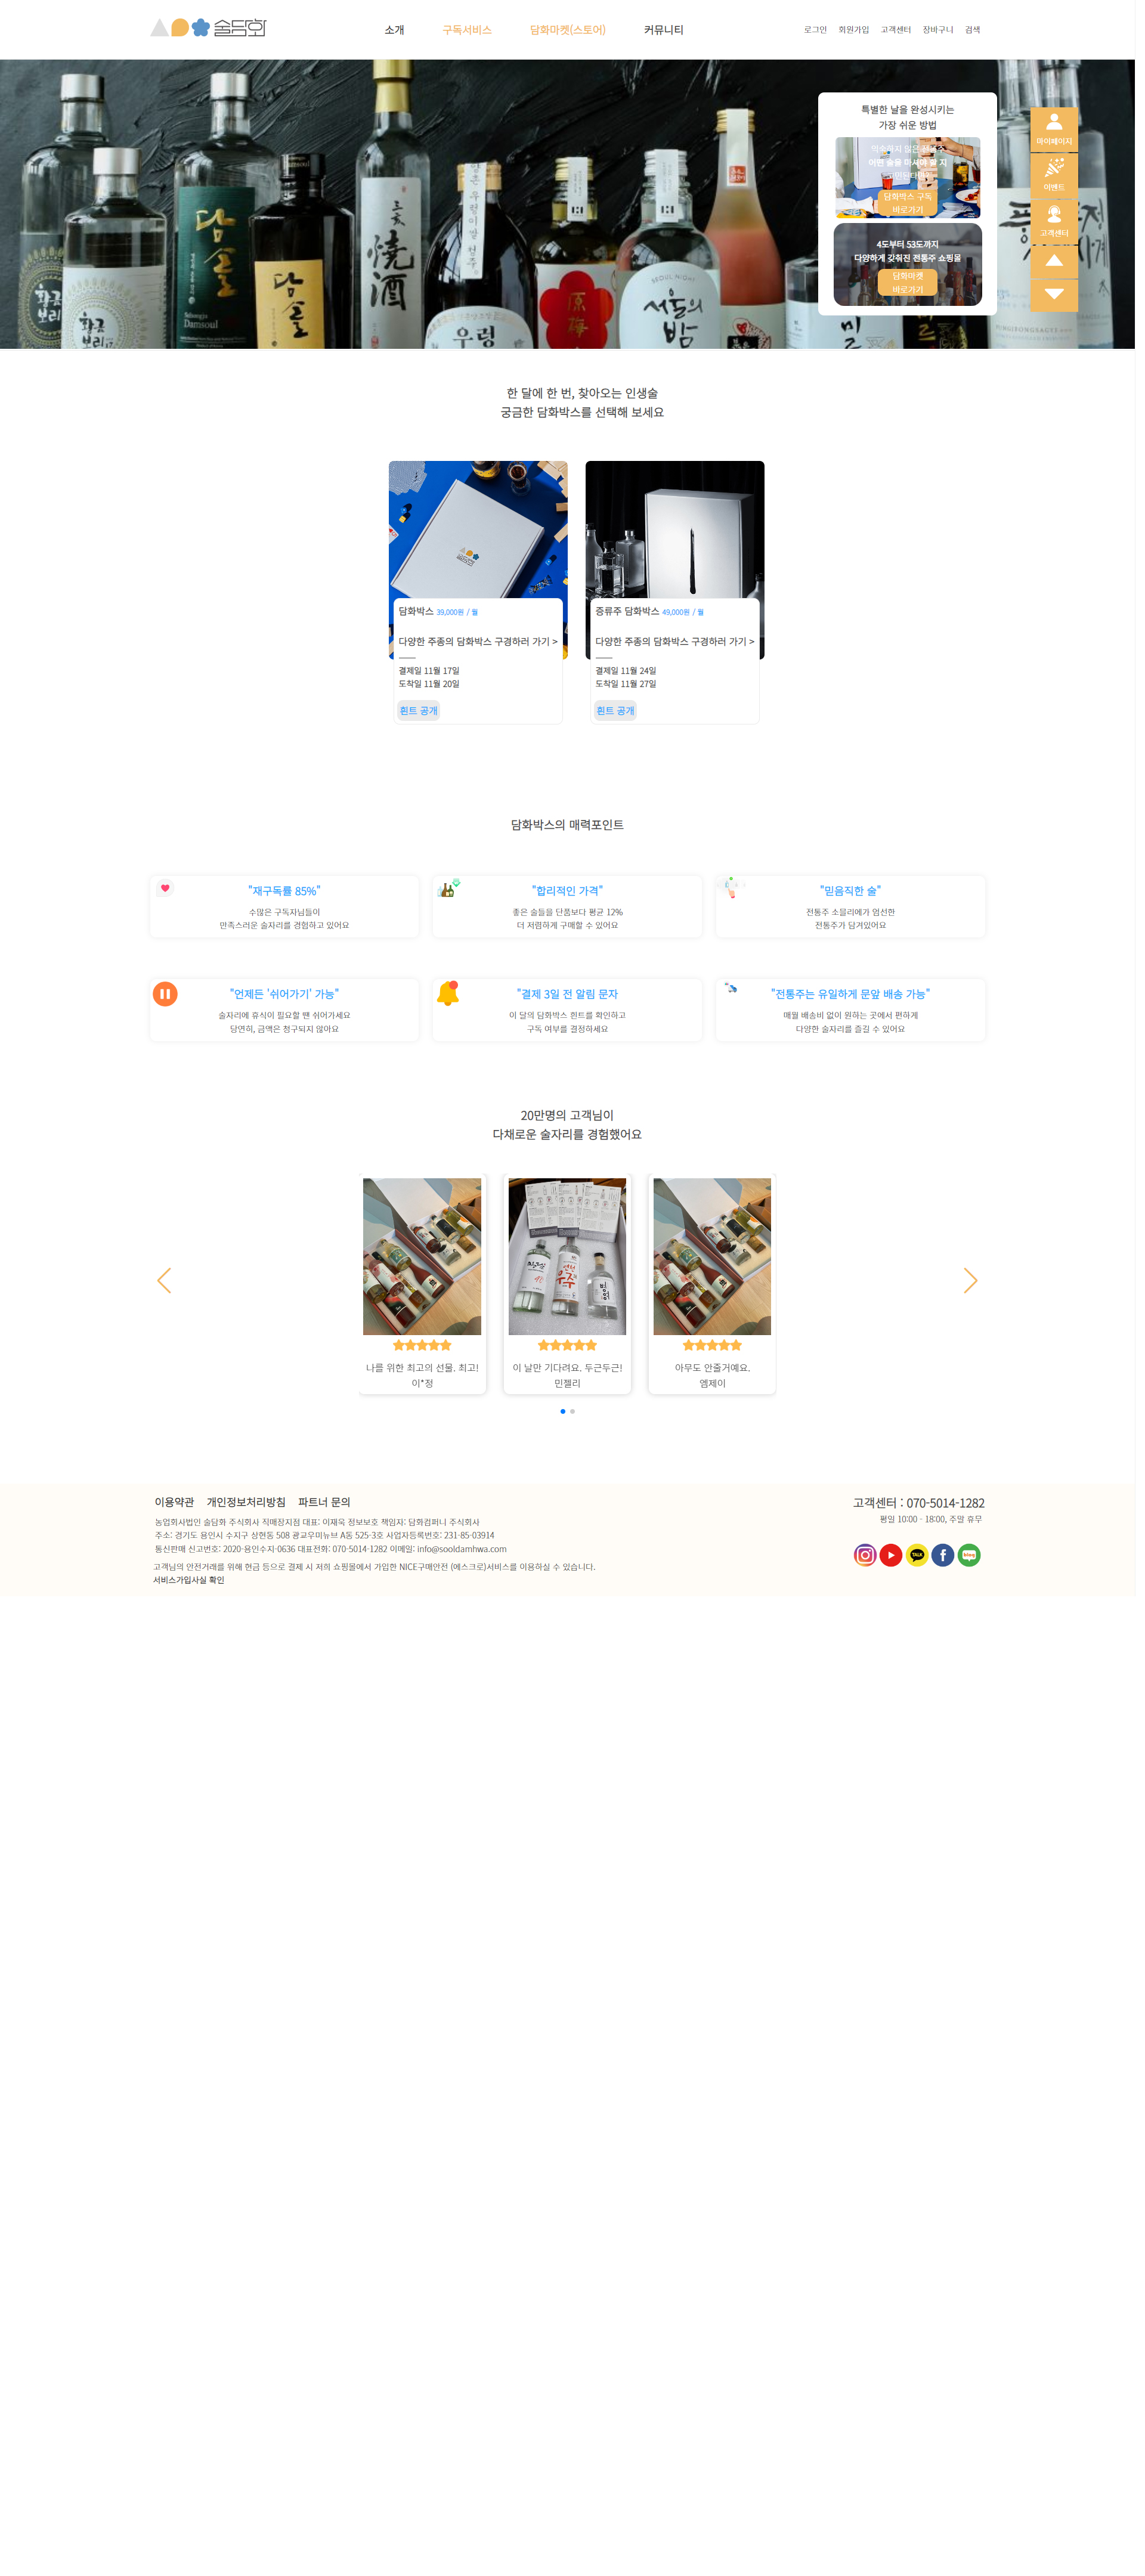 술담화
소개 구독서비스 담화마켓(스토어) 커뮤니티
로그인 회원가입 고객센터 장바구니 검색
특별한 날을 완성시키는
가장 쉬운 방법
어떤 술을 마셔야 할 지
담화박스 구독
바로가기
4도부터 53도까지
다양하게 갖춰진 전통주 쇼핑몰
담화마켓
바로가기
마이페이지
이벤트
고객센터
황금보리
담솔
Damsoul
燒酒
우렁이쌀 청주
우렁
原梅
SEOUL NIGHT
서울의
밤
한 달에 한 번, 찾아오는 인생술
궁금한 담화박스를 선택해 보세요
담화박스 39,000원 / 월
다양한 주종의 담화박스 구경하러 가기 >
결제일 11월 17일
도착일 11월 20일
흰트 공개
증류주 담화박스 49,000원 / 월
다양한 주종의 담화박스 구경하러 가기 >
결제일 11월 24일
도착일 11월 27일
흰트 공개
담화박스의 매력포인트
"재구독률 85%"
수많은 구독자님들이
만족스러운 술자리를 경험하고 있어요
"합리적인 가격"
좋은 술들을 단품보다 평균 12%
더 저렴하게 구매할 수 있어요
"믿음직한 술"
전통주 소믈리에가 엄선한
전통주가 담겨있어요
"언제든 '쉬어가기' 가능"
술자리에 휴식이 필요할 땐 쉬어가세요
당연히, 금액은 청구되지 않아요
"결제 3일 전 알림 문자
이 달의 담화박스 힌트를 확인하고
구독 여부를 결정하세요
"전통주는 유일하게 문앞 배송 가능"
매월 배송비 없이 원하는 곳에서 편하게
다양한 술자리를 즐길 수 있어요
20만명의 고객님이
다채로운 술자리를 경험했어요
나를 위한 최고의 선물. 최고!
이*정
이 날만 기다려요. 두근두근!
민젤리
아무도 안줄거예요.
엠제이
이용약관 개인정보처리방침 파트너 문의
농업회사법인 술담화 주식회사 직매장지점 대표: 이재욱 정보보호 책임자: 담화컴퍼니 주식회사
주소: 경기도 용인시 수지구 상현동 508 광교우미뉴브 A동 525-3호 사업자등록번호: 231-85-03914
통신판매 신고번호: 2020-용인수지-0636 대표전화: 070-5014-1282 이메일: info@sooldamhwa.com
고객님의 안전거래를 위해 현금 등으로 결제 시 저희 쇼핑몰에서 가입한 NICE구매안전 (에스크로)서비스를 이용하실 수 있습니다.
서비스가입사실 확인
고객센터 : 070-5014-1282
평일 10:00 - 18:00, 주말 휴무
TALK
blog